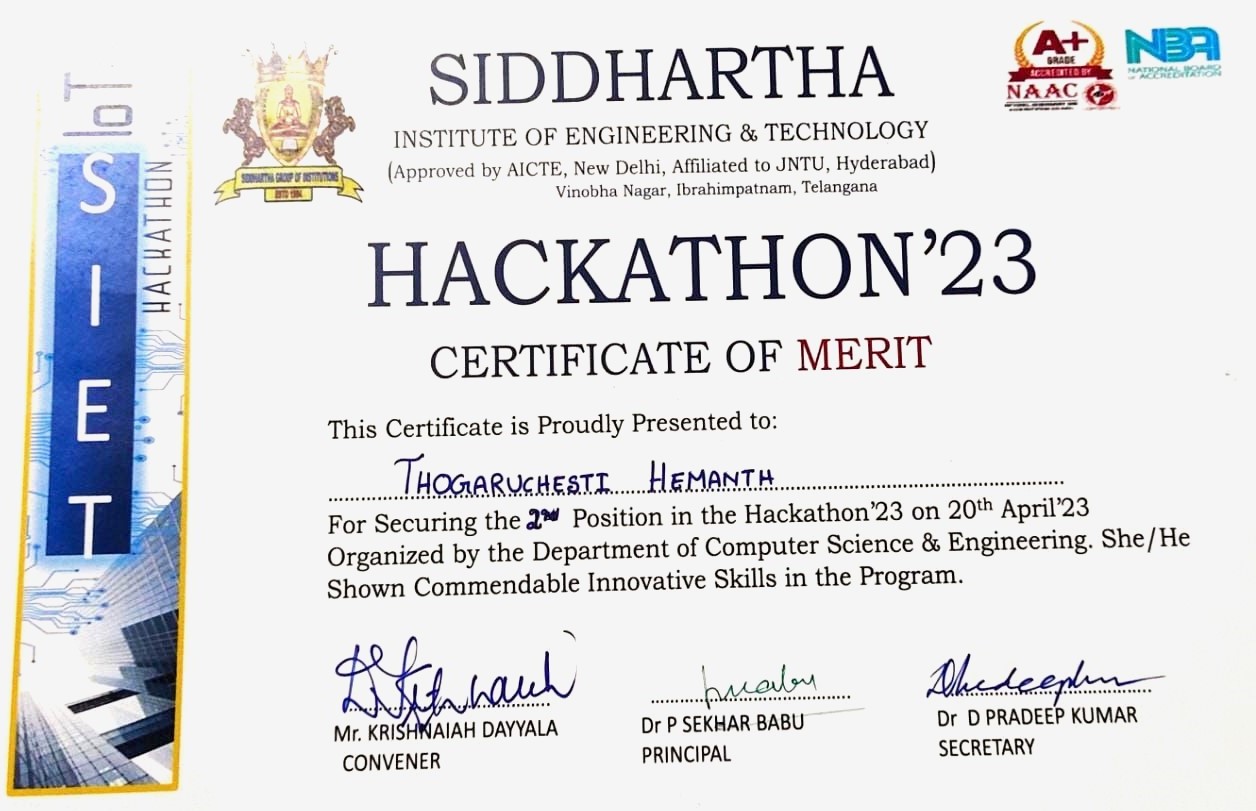 IoT
SIET
HACKATHON
SIDDHARTHA GROUP OF INSTITUTIONS
ESTD 1994
SIDDHARTHA
INSTITUTE OF ENGINEERING & TECHNOLOGY
(Approved by AICTE, New Delhi, Affiliated to JNTU, Hyderabad)
Vinobha Nagar, Ibrahimpatnam, Telangana
A+
GRADE
ACCREDITED BY
NAAC
NBA
NATIONAL BOARD
of ACCREDITATION
HACKATHON’23
CERTIFICATE OF MERIT
This Certificate is Proudly Presented to:
THOGARUCHESTI HEMANTH
For Securing the 2nd Position in the Hackathon’23 on 20th April’23
Organized by the Department of Computer Science & Engineering. She/He
Shown Commendable Innovative Skills in the Program.
Mr. KRISHNAIAH DAYYALA
CONVENER
Dr P SEKHAR BABU
PRINCIPAL
Dr D PRADEEP KUMAR
SECRETARY